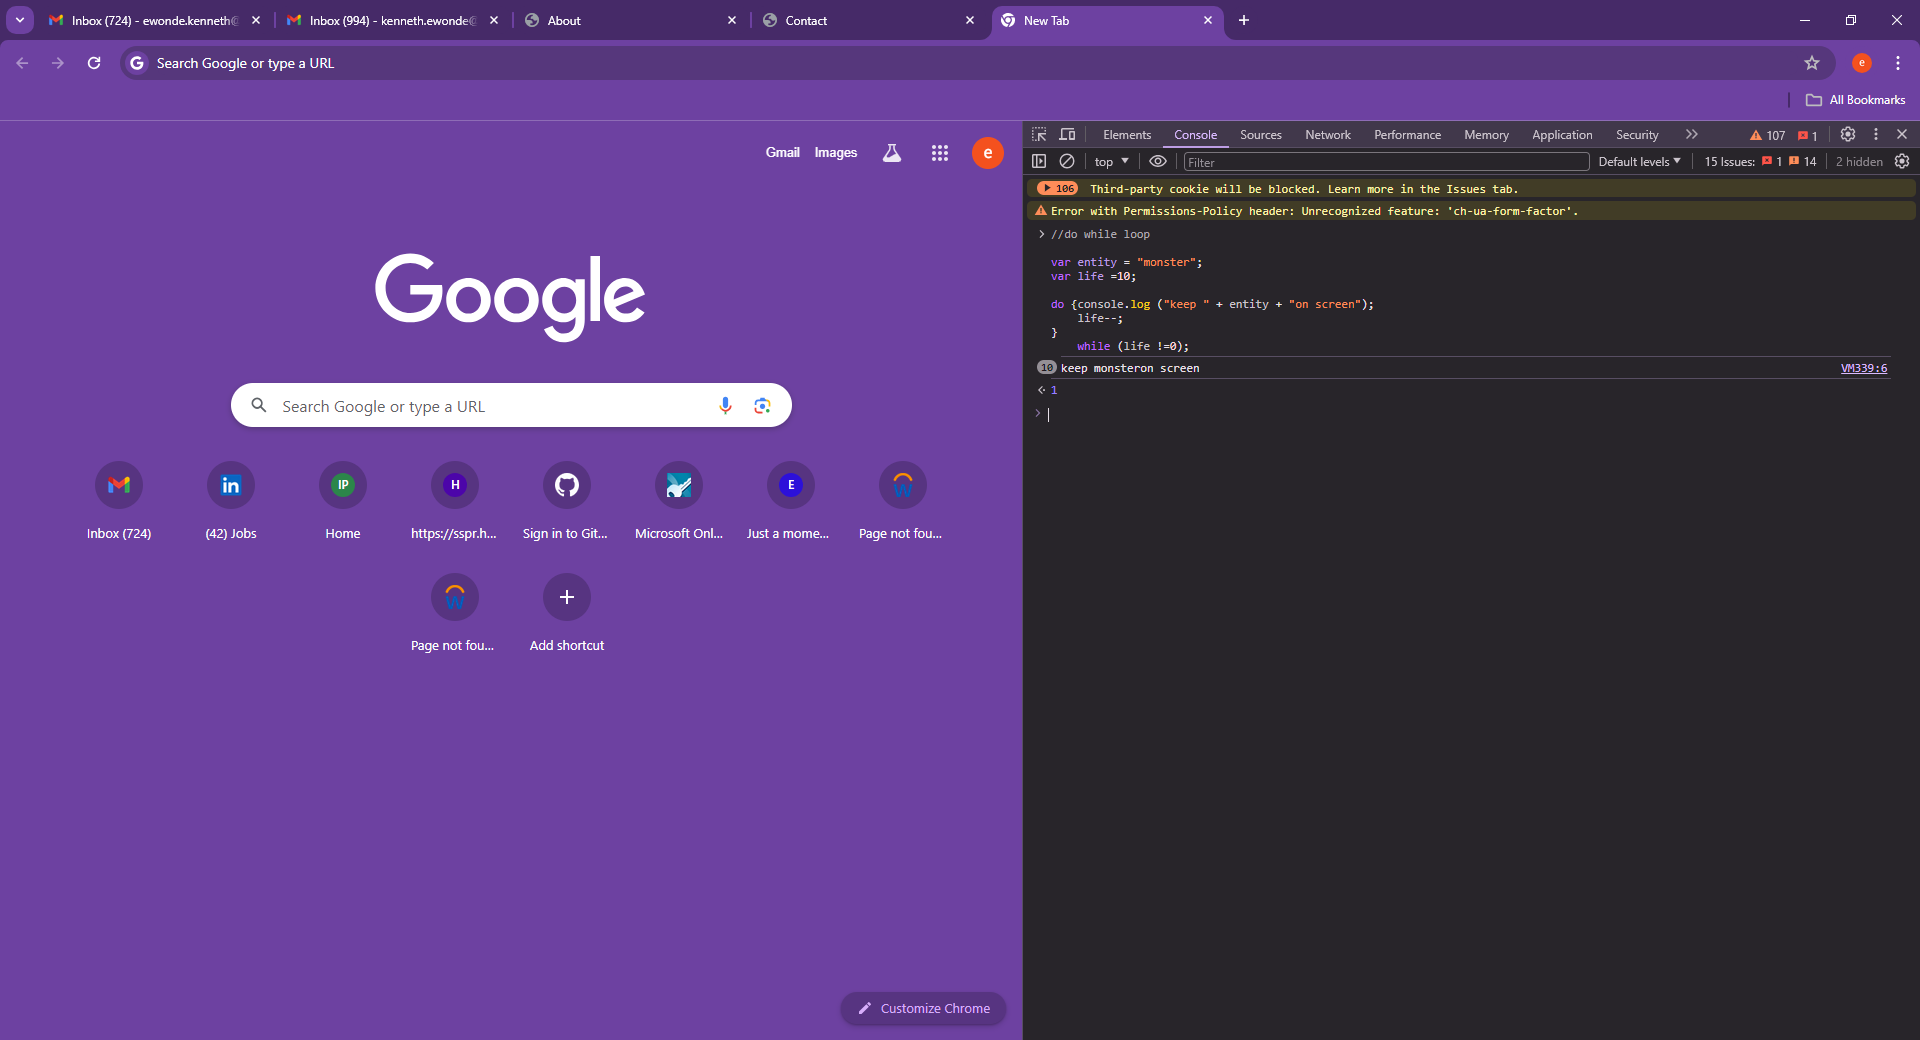 Inbox (724) - ewonde.kenneth@
Inbox (994) - kenneth.ewonde@
About
Contact
New Tab
Search Google or type a URL
e
All Bookmarks
Gmail
Images
e
Google
Search Google or type a URL
Inbox (724)
(42) Jobs
IP
Home
H
https://sspr.h...
Sign in to Git...
Microsoft Onl...
E
Just a mome...
Page not fou...
Page not fou...
Add shortcut
Customize Chrome
Elements
Console
Sources
Network
Performance
Memory
Application
Security
107
1
top
Filter
Default levels
15 Issues:
1
14
2 hidden
106 Third-party cookie will be blocked. Learn more in the Issues tab.
Error with Permissions-Policy header: Unrecognized feature: 'ch-ua-form-factor'.
//do while loop
var entity = "monster";
var life =10;
do {console.log ("keep " + entity + "on screen");
life--;
}
while (life !=0);
10 keep monsteron screen
VM339:6
1